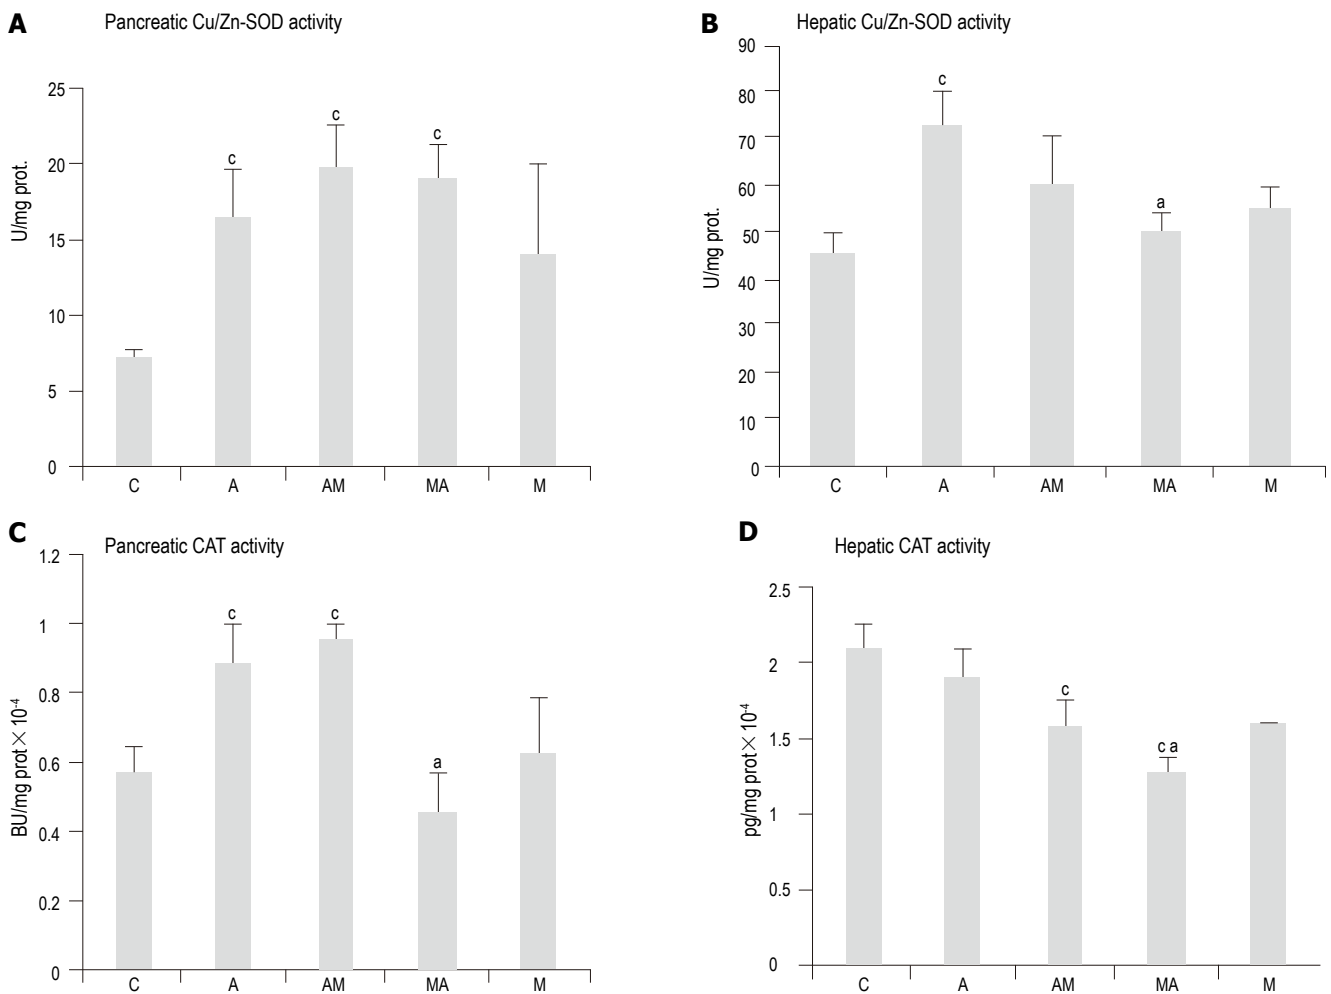 A
Pancreatic Cu/Zn-SOD activity
U/mg prot.
25
20
15
10
5
0
c
c
c
C A AM MA M
B
Hepatic Cu/Zn-SOD activity
U/mg prot.
90
80
70
60
50
40
30
20
10
0
c
a
C A AM MA M
C
Pancreatic CAT activity
BU/mg prot × 10⁻⁴
1.2
1
0.8
0.6
0.4
0.2
0
c
c
a
C A AM MA M
D
Hepatic CAT activity
pg/mg prot × 10⁻⁴
2.5
2
1.5
1
0.5
0
c
c a
C A AM MA M